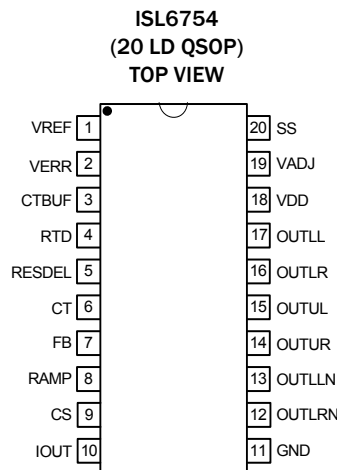 ISL6754
(20 LD QSOP)
TOP VIEW
VREF 1
VERR 2
CTBUF 3
RTD 4
RESDEL 5
CT 6
FB 7
RAMP 8
CS 9
IOUT 10
20 SS
19 VADJ
18 VDD
17 OUTLL
16 OUTLR
15 OUTUL
14 OUTUR
13 OUTLLN
12 OUTLRN
11 GND